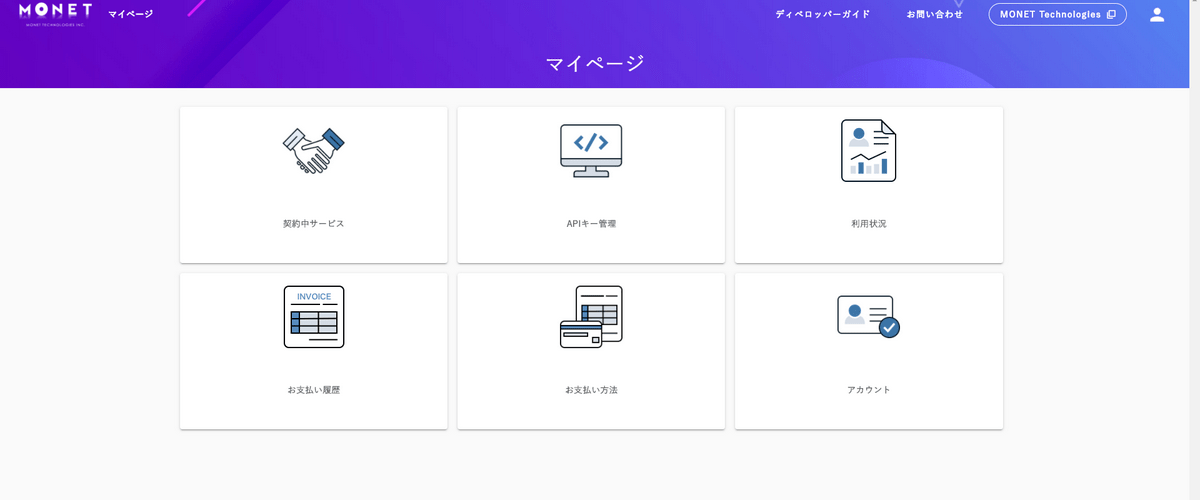 MONET
MONET TECHNOLOGIES INC.
マイページ
ディベロッパーガイド
お問い合わせ
MONET Technologies
マイページ
契約中サービス
APIキー管理
利用状況
INVOICE
お支払い履歴
お支払い方法
アカウント